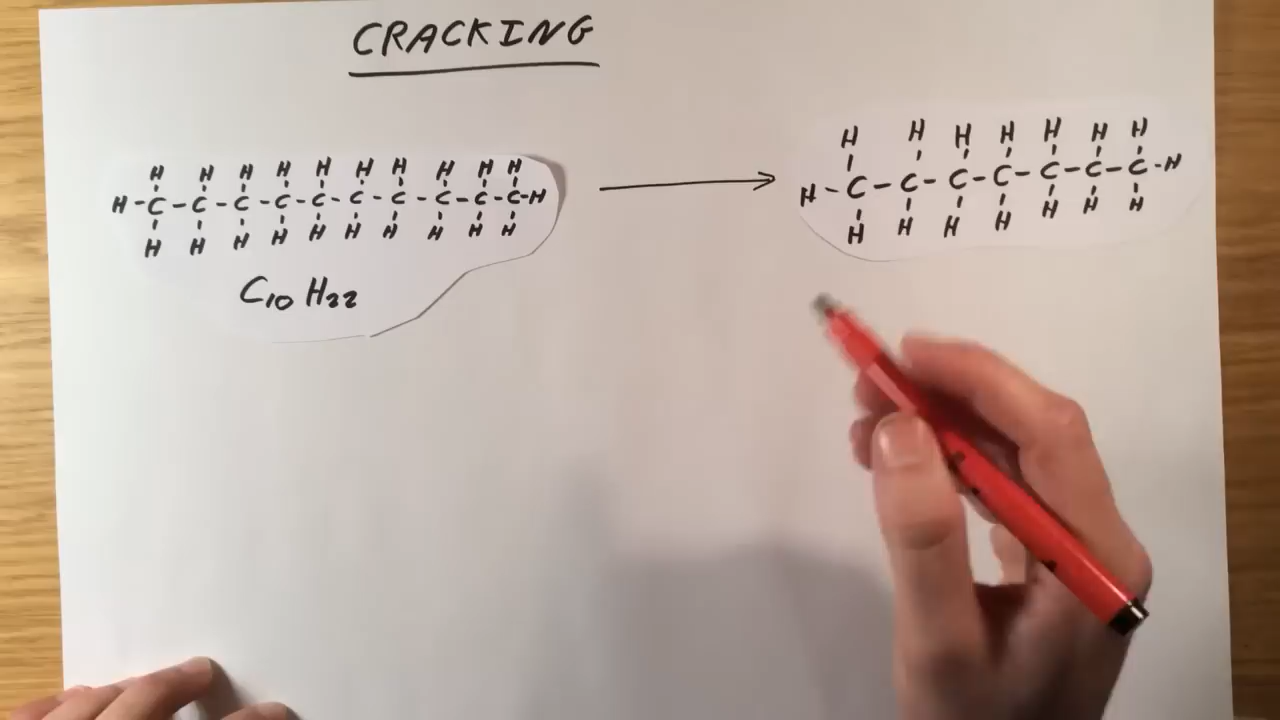 CRACKING
H H H H H H H H H H
H-C-C-C-C-C-C-C-C-C-C-H
H H H H H H H H H H
C10 H22
H H H H H H H
H-C-C-C-C-C-C-C-H
H H H H H H H